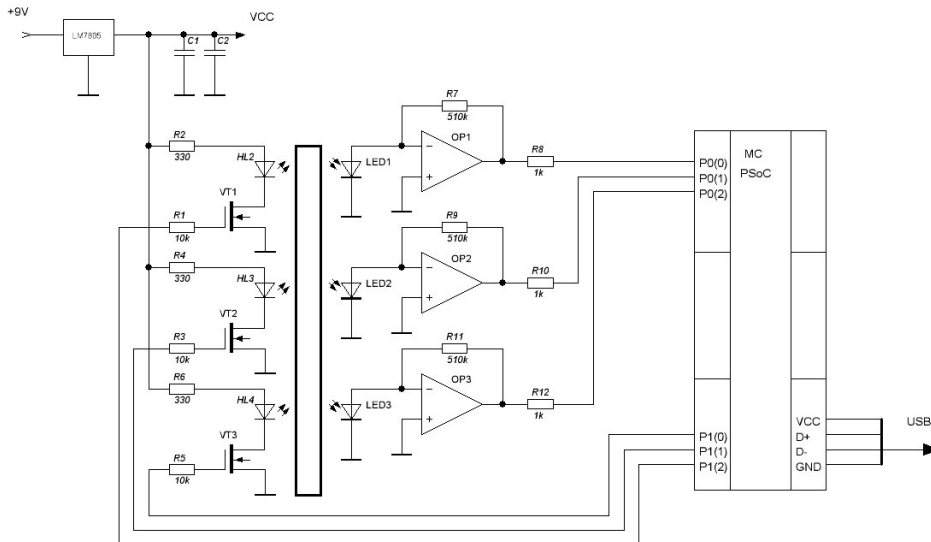 +9V
LM7805
VCC
C1
C2
R2
330
HL2
VT1
R1
10k
R4
330
HL3
VT2
R3
10k
R6
330
HL4
VT3
R5
10k
LED1
R7
510k
OP1
R8
1k
LED2
R9
510k
OP2
R10
1k
LED3
R11
510k
OP3
R12
1k
MC
PSoC
P0(0)
P0(1)
P0(2)
P1(0)
P1(1)
P1(2)
VCC
D+
D-
GND
USB